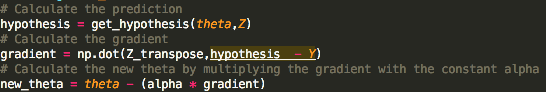 # Calculate the prediction
hypothesis = get_hypothesis(theta,Z)
# Calculate the gradient
gradient = np.dot(Z_transpose,hypothesis  - Y)
# Calculate the new theta by multiplying the gradient with the constant alpha
new_theta = theta - (alpha * gradient)